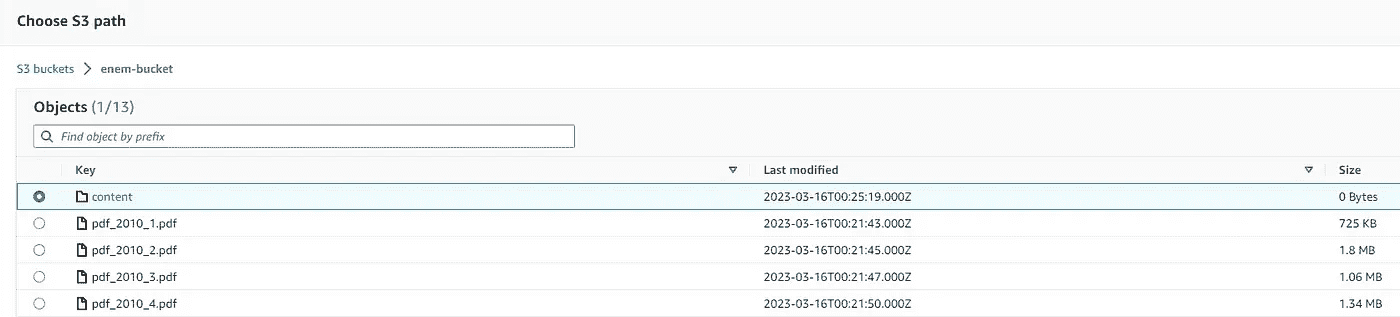 Choose S3 path
S3 buckets > enem-bucket
Objects (1/13)
Find object by prefix
Key Last modified Size
content 2023-03-16T00:25:19.000Z 0 Bytes
pdf_2010_1.pdf 2023-03-16T00:21:43.000Z 725 KB
pdf_2010_2.pdf 2023-03-16T00:21:45.000Z 1.8 MB
pdf_2010_3.pdf 2023-03-16T00:21:47.000Z 1.06 MB
pdf_2010_4.pdf 2023-03-16T00:21:50.000Z 1.34 MB